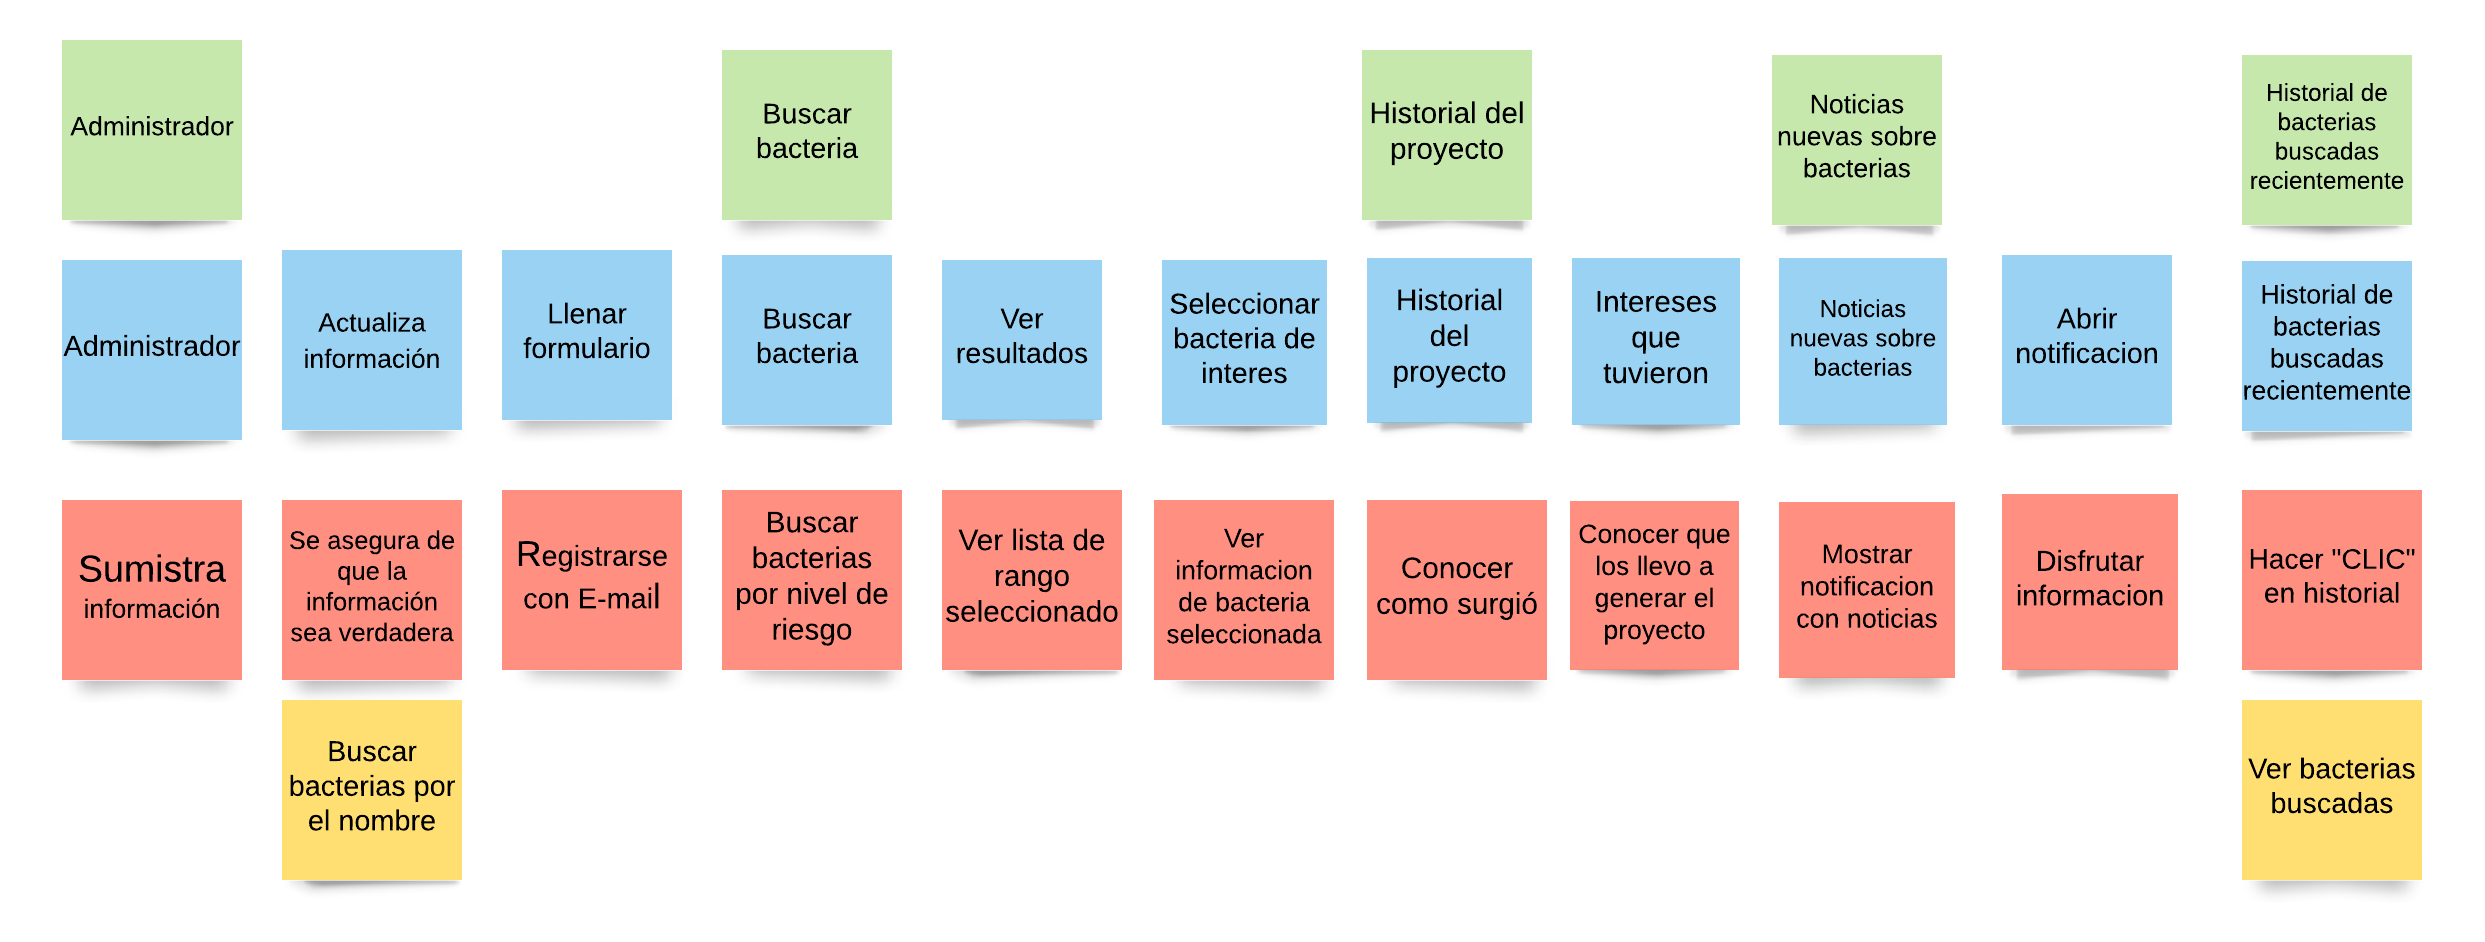 Administrador
Buscar
bacteria
Historial del
proyecto
Noticias
nuevas sobre
bacterias
Historial de
bacterias
buscadas
recientemente
Administrador
Actualiza
información
Llenar
formulario
Buscar
bacteria
Ver
resultados
Seleccionar
bacteria de
interes
Historial
del
proyecto
Intereses
que
tuvieron
Noticias
nuevas sobre
bacterias
Abrir
notificacion
Historial de
bacterias
buscadas
recientemente
Sumistra
información
Se asegura de
que la
información
sea verdadera
Registrarse
con E-mail
Buscar
bacterias
por nivel de
riesgo
Ver lista de
rango
seleccionado
Ver
informacion
de bacteria
seleccionada
Conocer
como surgió
Conocer que
los llevo a
generar el
proyecto
Mostrar
notificacion
con noticias
Disfrutar
informacion
Hacer "CLIC"
en historial
Buscar
bacterias por
el nombre
Ver bacterias
buscadas